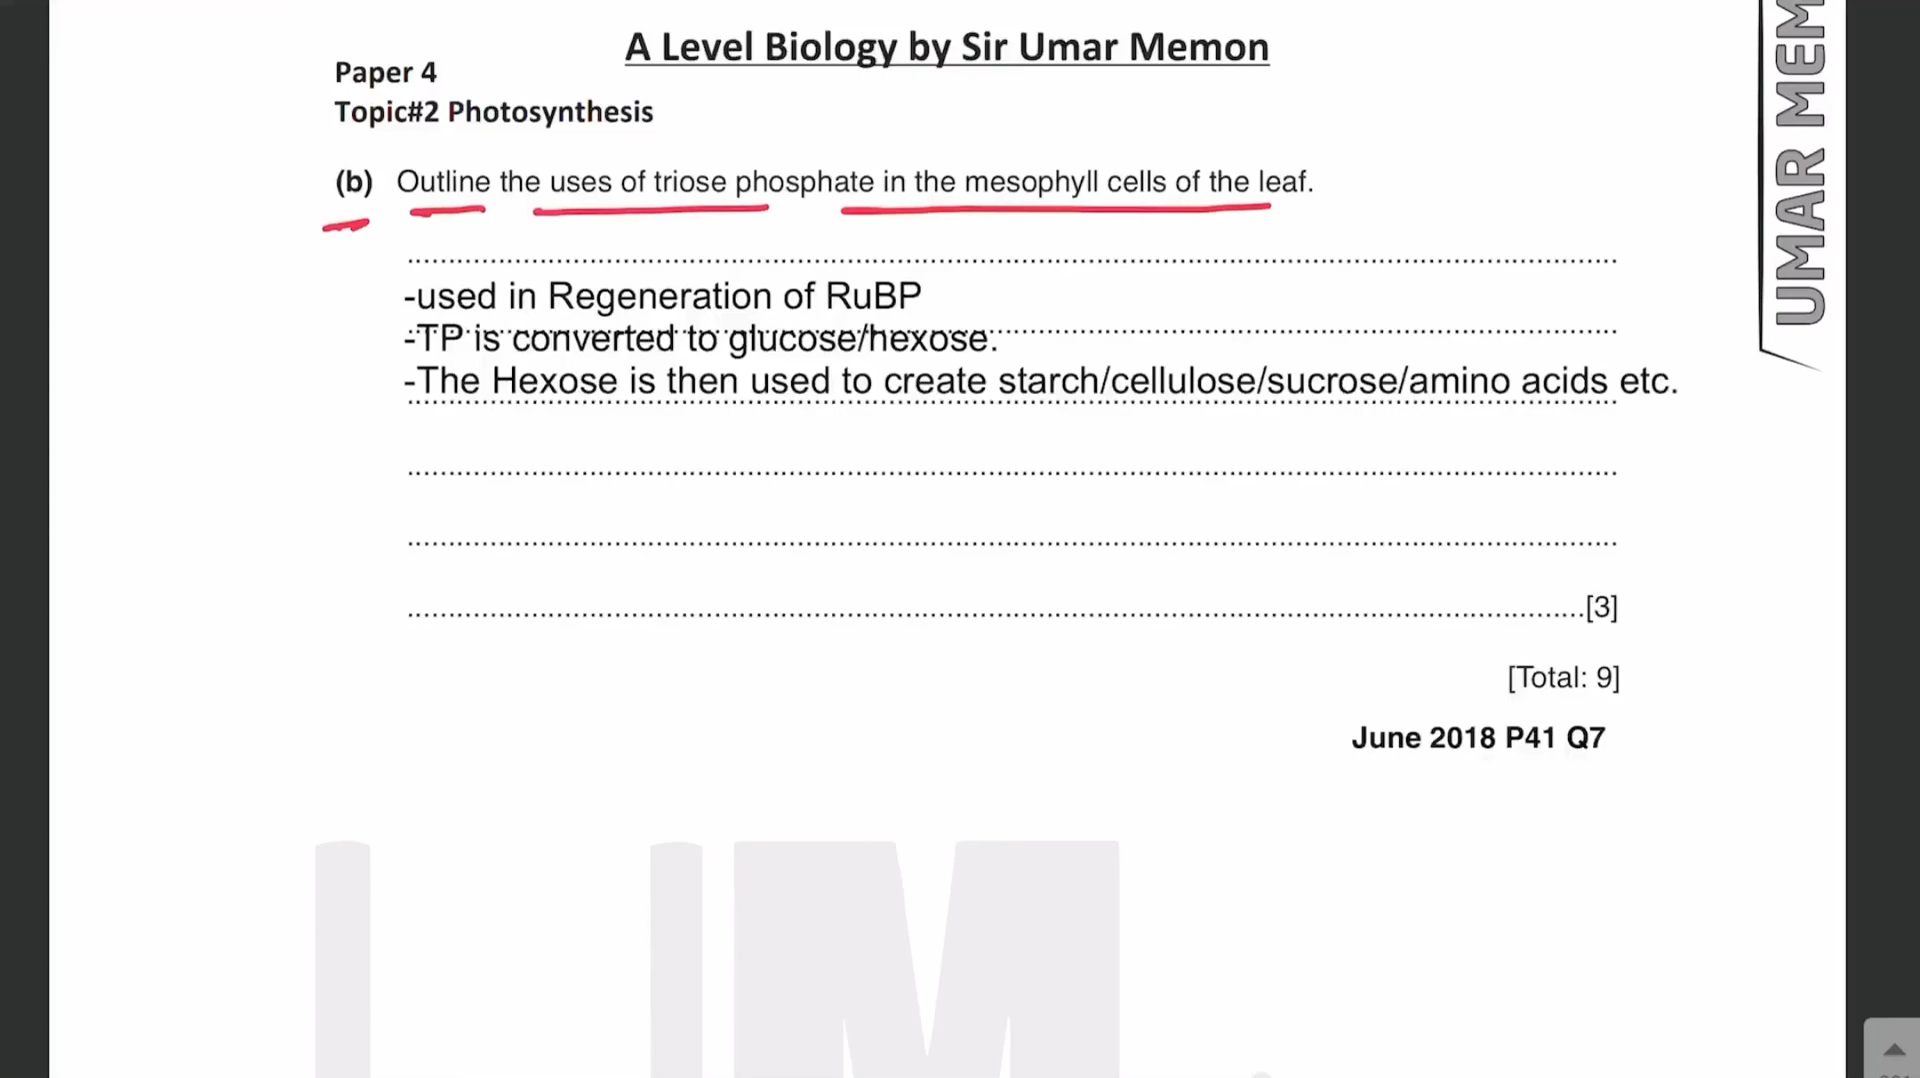 A Level Biology by Sir Umar Memon
Paper 4
Topic#2 Photosynthesis
(b) Outline the uses of triose phosphate in the mesophyll cells of the leaf.
-used in Regeneration of RuBP
-TP is converted to glucose/hexose.
-The Hexose is then used to create starch/cellulose/sucrose/amino acids etc.
[3]
[Total: 9]
June 2018 P41 Q7
UMAR MEM